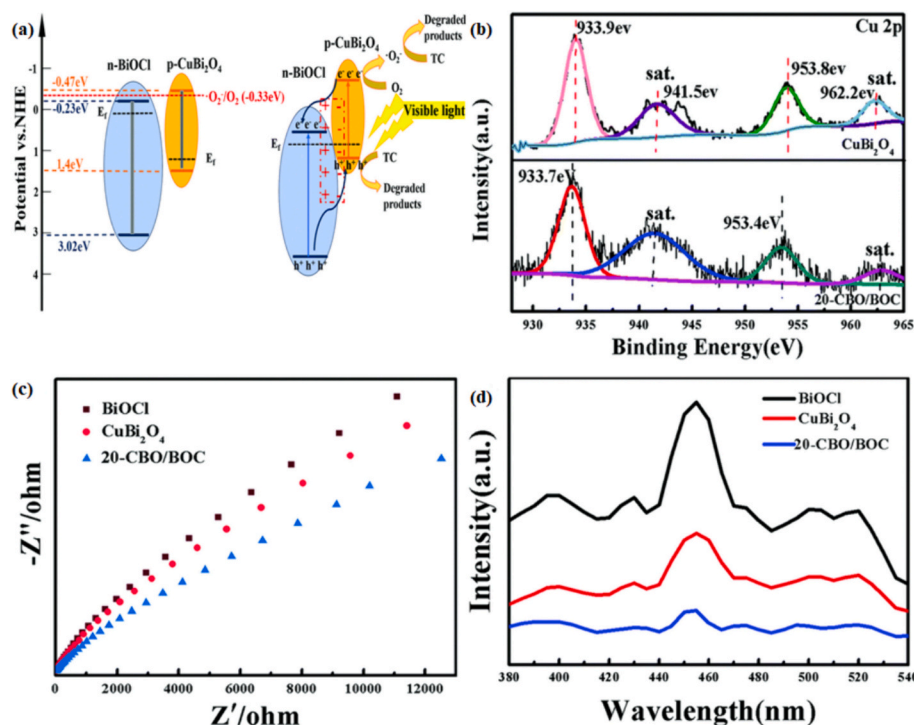 (a)
Potential vs.NHE
-1
0
1
2
3
4
-0.47eV
-0.23eV
1.4eV
3.02eV
n-BiOCl
p-CuBi₂O₄
·O₂⁻/O₂ (-0.33eV)
E_f
E_f
n-BiOCl
p-CuBi₂O₄
e⁻ e⁻ e⁻
e⁻ e⁻ e⁻
E_f
h⁺ h⁺ h⁺
h⁺ h⁺ h⁺
Degraded
products
·O₂⁻
TC
O₂
Visible light
TC
Degraded
products
(b)
Cu 2p
933.9ev
sat.
941.5ev
953.8ev
sat.
962.2ev
CuBi₂O₄
933.7eV
sat.
953.4eV
sat.
20-CBO/BOC
Intensity(a.u.)
930 935 940 945 950 955 960 965
Binding Energy(eV)
(c)
BiOCl
CuBi₂O₄
20-CBO/BOC
-Z''/ohm
0 2000 4000 6000 8000 10000 12000
Z'/ohm
(d)
BiOCl
CuBi₂O₄
20-CBO/BOC
Intensity(a.u.)
380 400 420 440 460 480 500 520 540
Wavelength(nm)